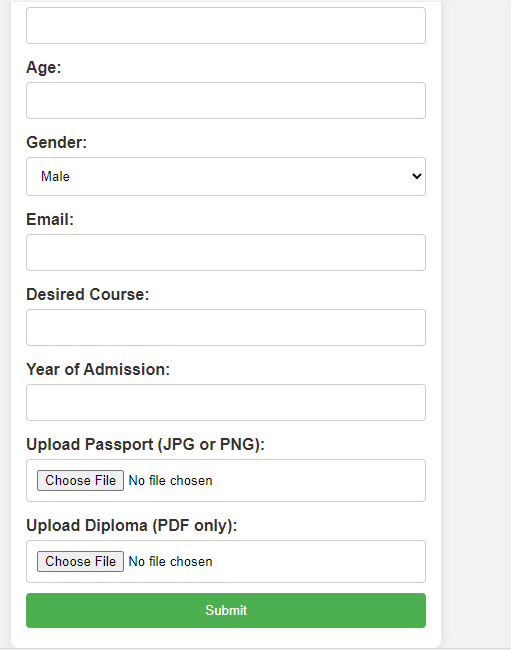 Age:
Gender:
Male
Email:
Desired Course:
Year of Admission:
Upload Passport (JPG or PNG):
Choose File No file chosen
Upload Diploma (PDF only):
Choose File No file chosen
Submit